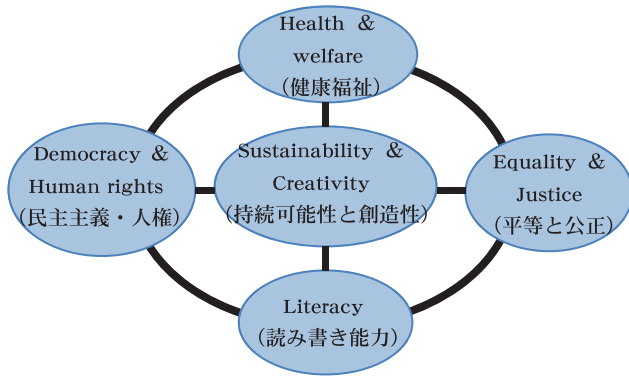 Health &
welfare
（健康福祉）
Democracy &
Human rights
（民主主義・人権）
Sustainability &
Creativity
（持続可能性と創造性）
Equality &
Justice
（平等と公正）
Literacy
（読み書き能力）